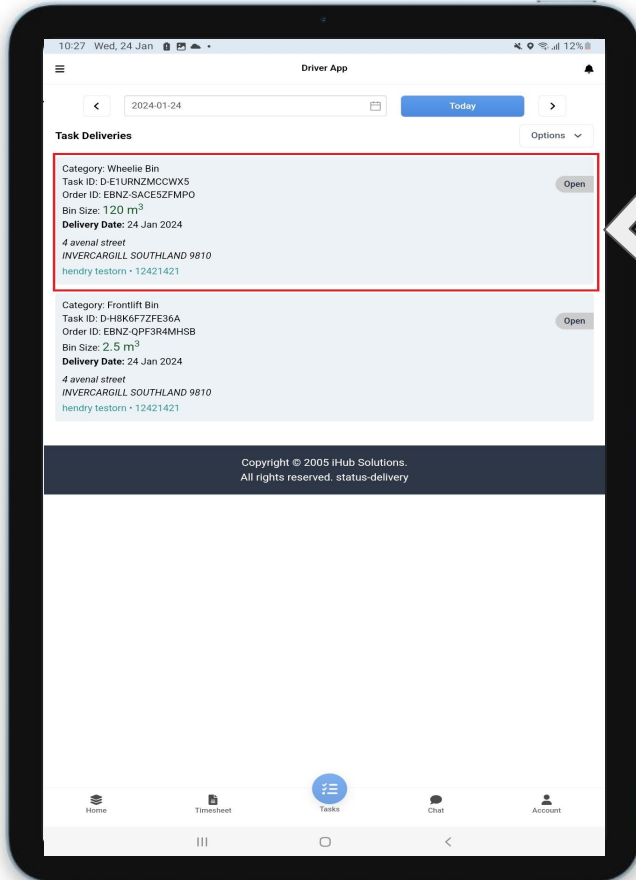 10:27 Wed, 24 Jan
12%
Driver App
2024-01-24
Today
Task Deliveries
Options
Category: Wheelie Bin
Task ID: D-E1URNZMCCWX5
Open
Order ID: EBNZ-SACE5ZFMPO
Bin Size: 120 m³
Delivery Date: 24 Jan 2024
4 avenal street
INVERCARGILL SOUTHLAND 9810
hendry testorn • 12421421
Category: Frontlift Bin
Task ID: D-H8K6F7ZFE36A
Open
Order ID: EBNZ-QPF3R4MHSB
Bin Size: 2.5 m³
Delivery Date: 24 Jan 2024
4 avenal street
INVERCARGILL SOUTHLAND 9810
hendry testorn • 12421421
Copyright © 2005 iHub Solutions.
All rights reserved. status-delivery
Home
Timesheet
Tasks
Chat
Account